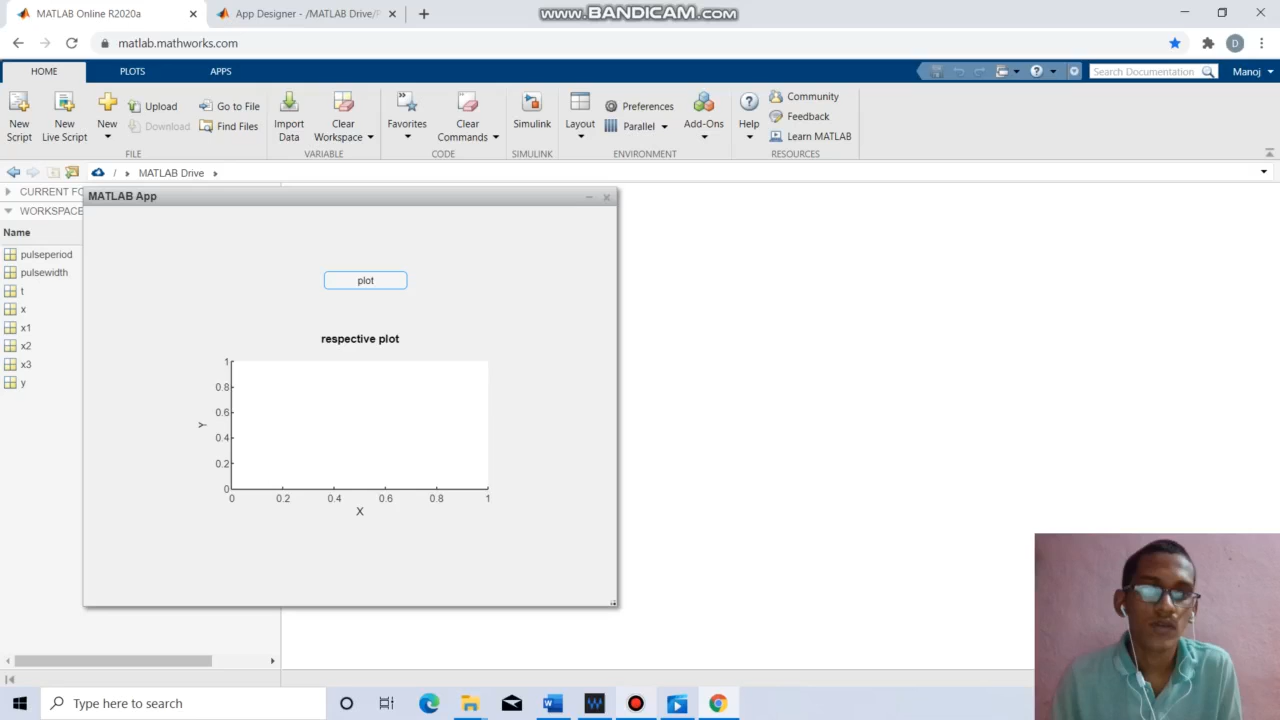 MATLAB Online R2020a
App Designer - /MATLAB Drive/
www.BANDICAM.com
matlab.mathworks.com
D
HOME
PLOTS
APPS
Search Documentation
Manoj
New Script
New Live Script
New
Upload
Download
Go to File
Find Files
Import Data
Clear Workspace
Favorites
Clear Commands
Simulink
Layout
Preferences
Parallel
Add-Ons
Help
Community
Feedback
Learn MATLAB
FILE
VARIABLE
CODE
SIMULINK
ENVIRONMENT
RESOURCES
/ MATLAB Drive
CURRENT FO
WORKSPACE
Name
pulseperiod
pulsewidth
t
x
x1
x2
x3
y
MATLAB App
plot
respective plot
1
0.8
0.6
0.4
0.2
0
Y
0 0.2 0.4 0.6 0.8 1
X
Type here to search